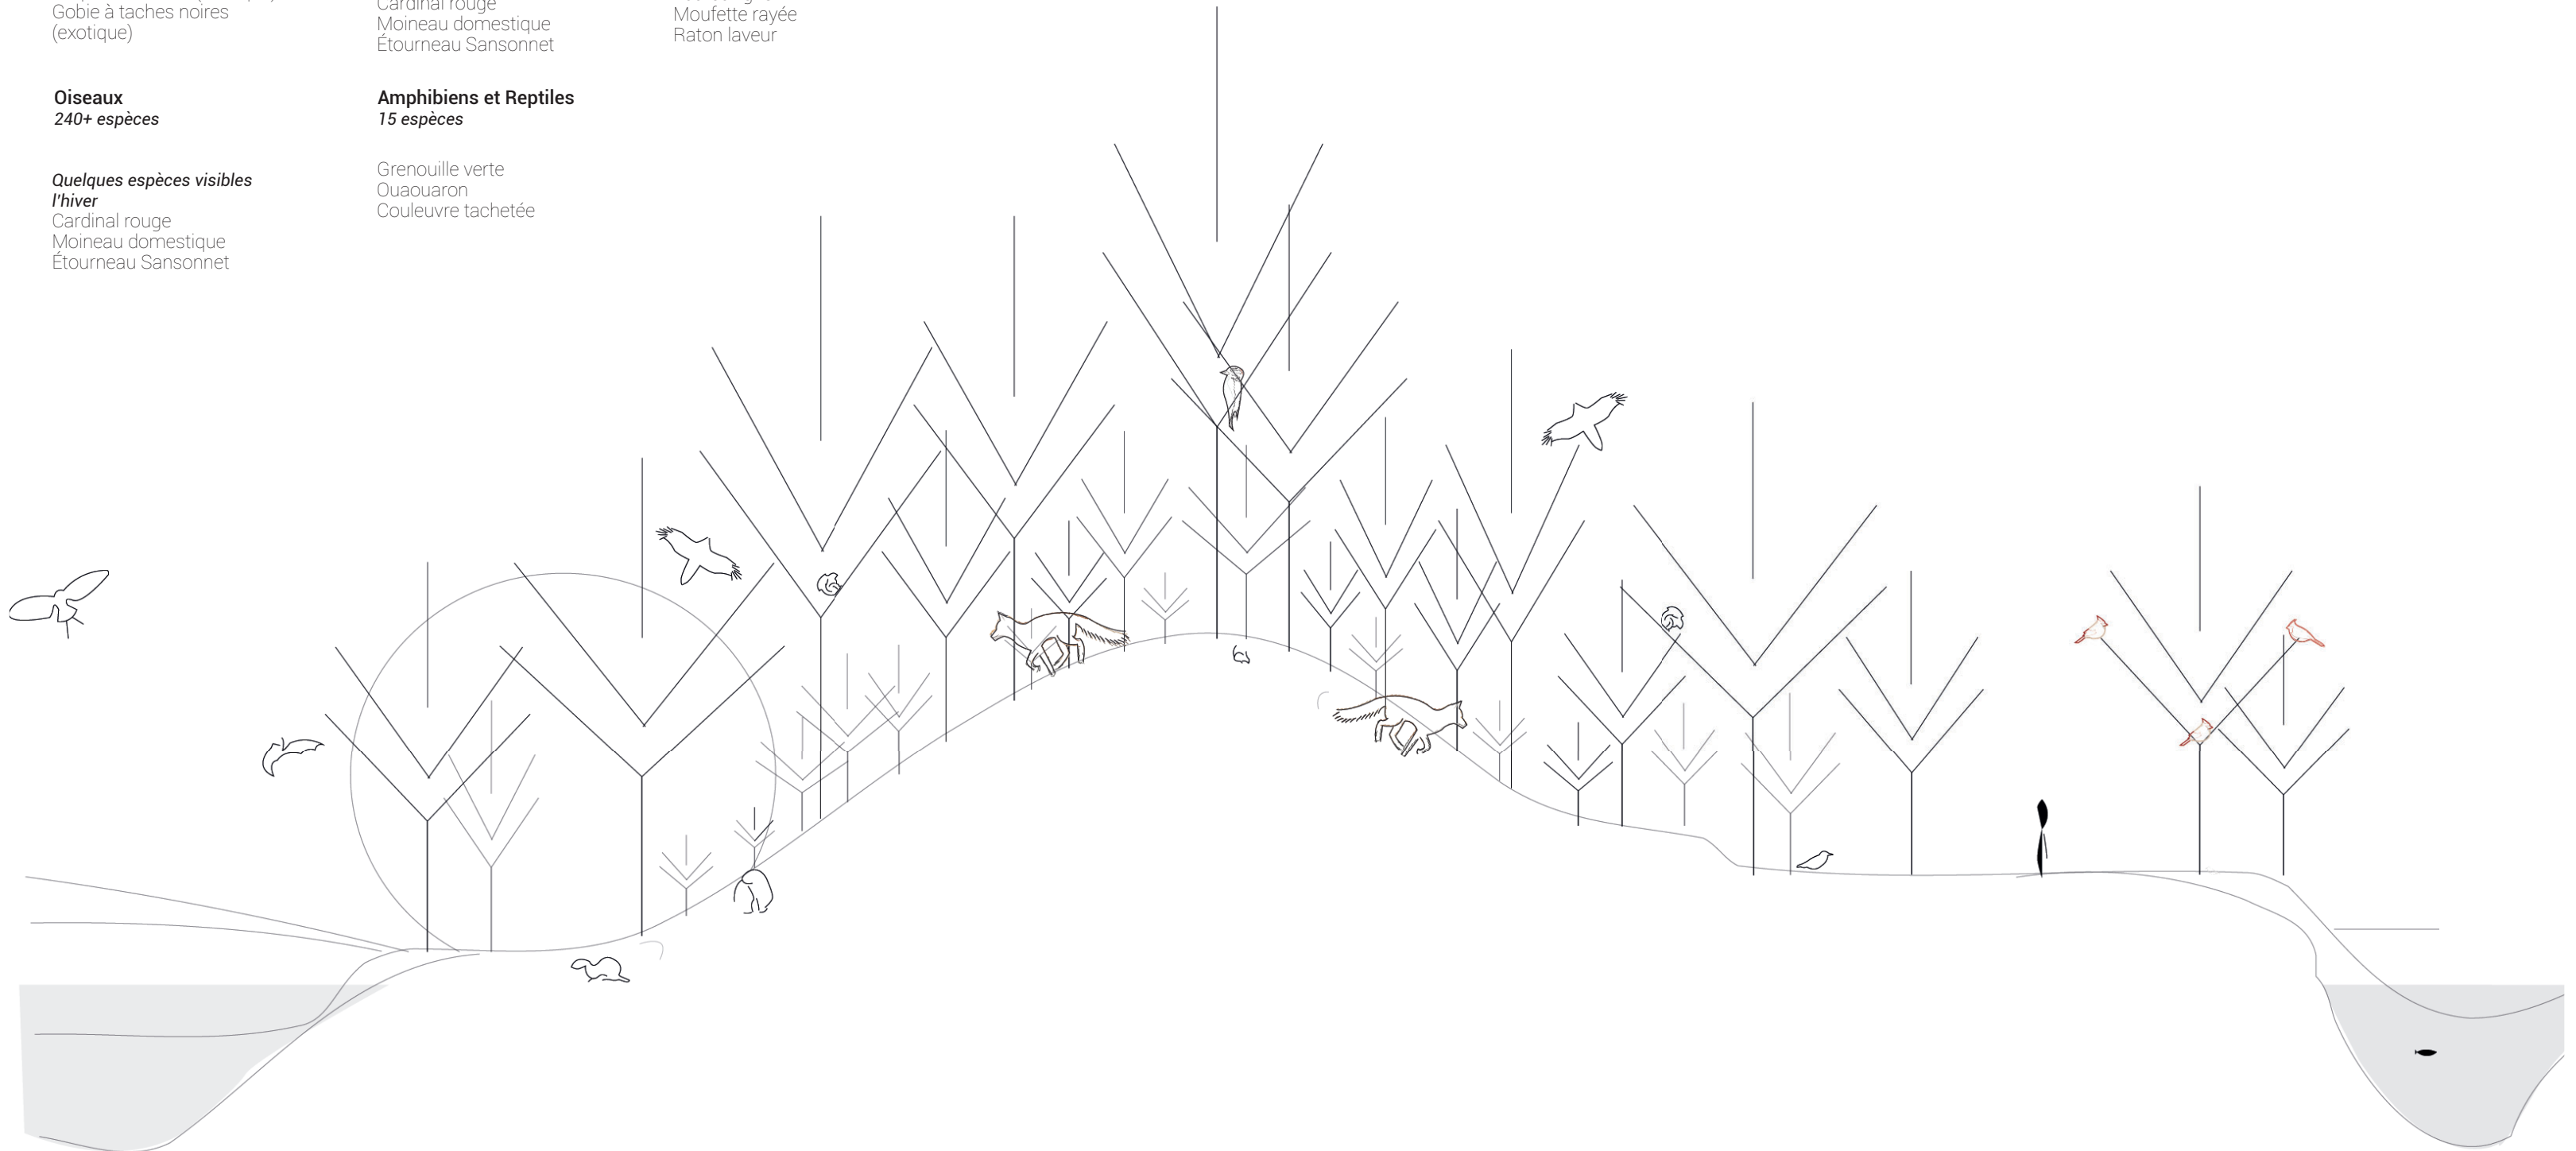 Gobie à taches noires
(exotique)
Oiseaux
240+ espèces
Quelques espèces visibles
l'hiver
Cardinal rouge
Moineau domestique
Étourneau Sansonnet
Cardinal rouge
Moineau domestique
Étourneau Sansonnet
Amphibiens et Reptiles
15 espèces
Grenouille verte
Ouaouaron
Couleuvre tachetée
Moufette rayée
Raton laveur